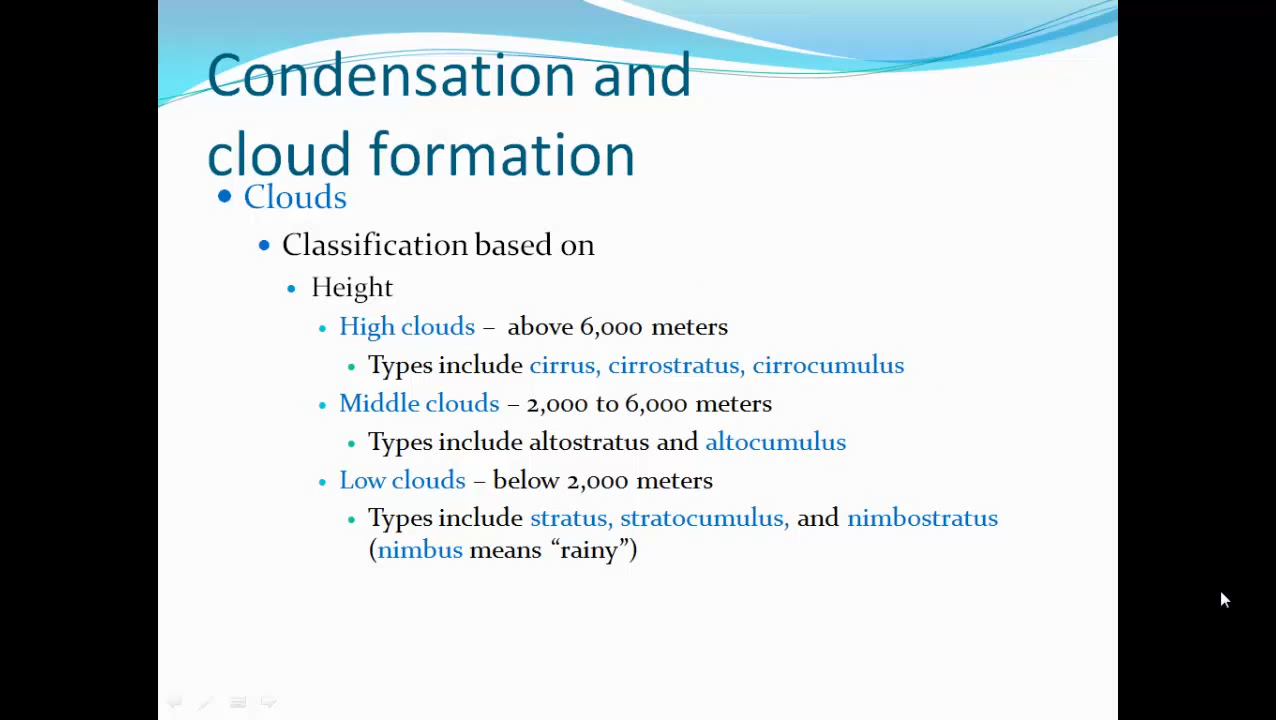 Condensation and
cloud formation
• Clouds
• Classification based on
• Height
• High clouds – above 6,000 meters
• Types include cirrus, cirrostratus, cirrocumulus
• Middle clouds – 2,000 to 6,000 meters
• Types include altostratus and altocumulus
• Low clouds – below 2,000 meters
• Types include stratus, stratocumulus, and nimbostratus
(nimbus means “rainy”)